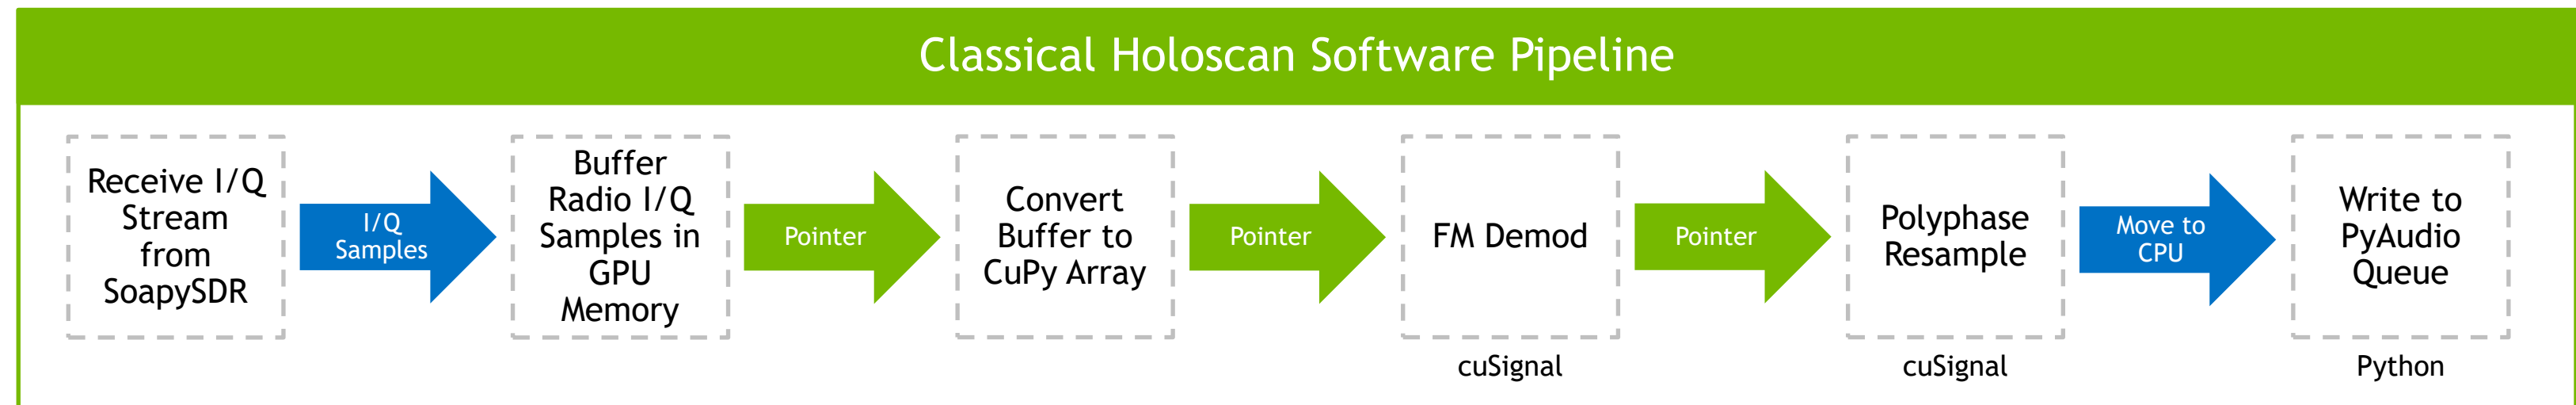 Classical Holoscan Software Pipeline
Receive I/Q
Stream
from
SoapySDR
I/Q
Samples
Buffer
Radio I/Q
Samples in
GPU
Memory
Pointer
Convert
Buffer to
CuPy Array
Pointer
FM Demod
cuSignal
Pointer
Polyphase
Resample
cuSignal
Move to
CPU
Write to
PyAudio
Queue
Python